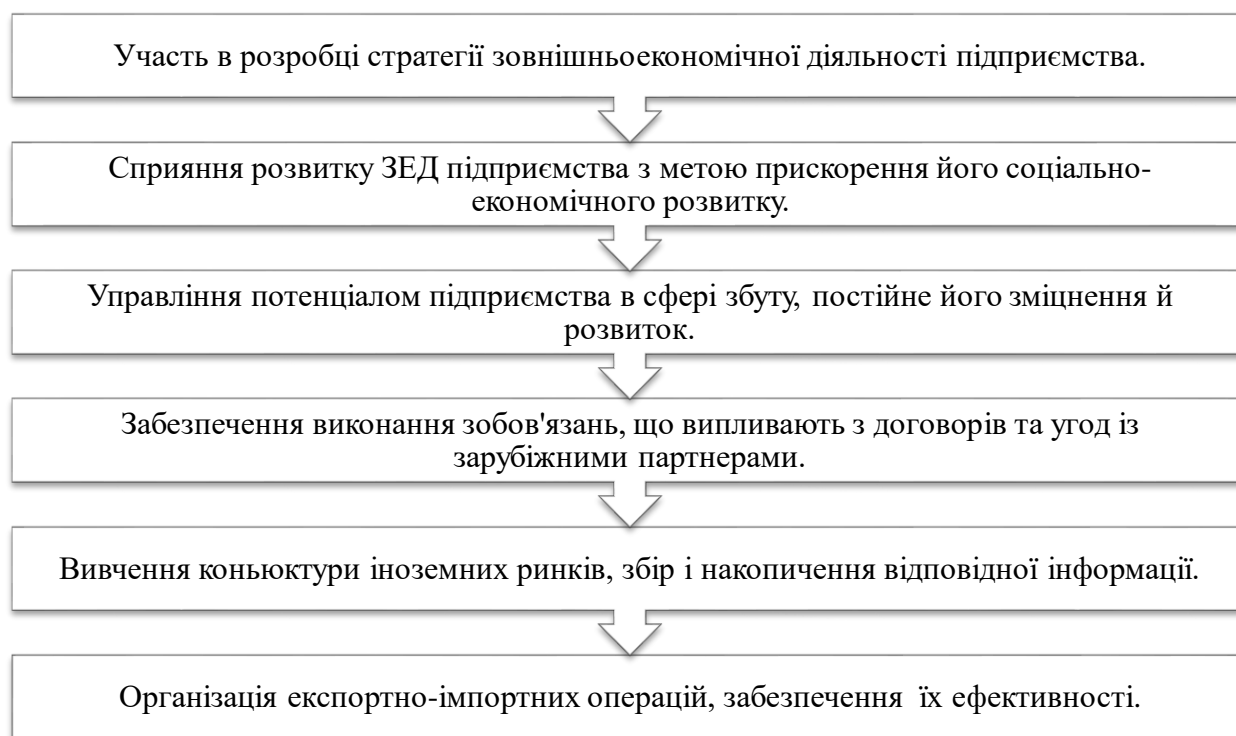 Участь в розробці стратегії зовнішньоекономічної діяльності підприємства.
Сприяння розвитку ЗЕД підприємства з метою прискорення його соціально-
економічного розвитку.
Управління потенціалом підприємства в сфері збуту, постійне його зміцнення й
розвиток.
Забезпечення виконання зобов'язань, що випливають з договорів та угод із
зарубіжними партнерами.
Вивчення коньюктури іноземних ринків, збір і накопичення відповідної інформації.
Організація експортно-імпортних операцій, забезпечення  їх ефективності.